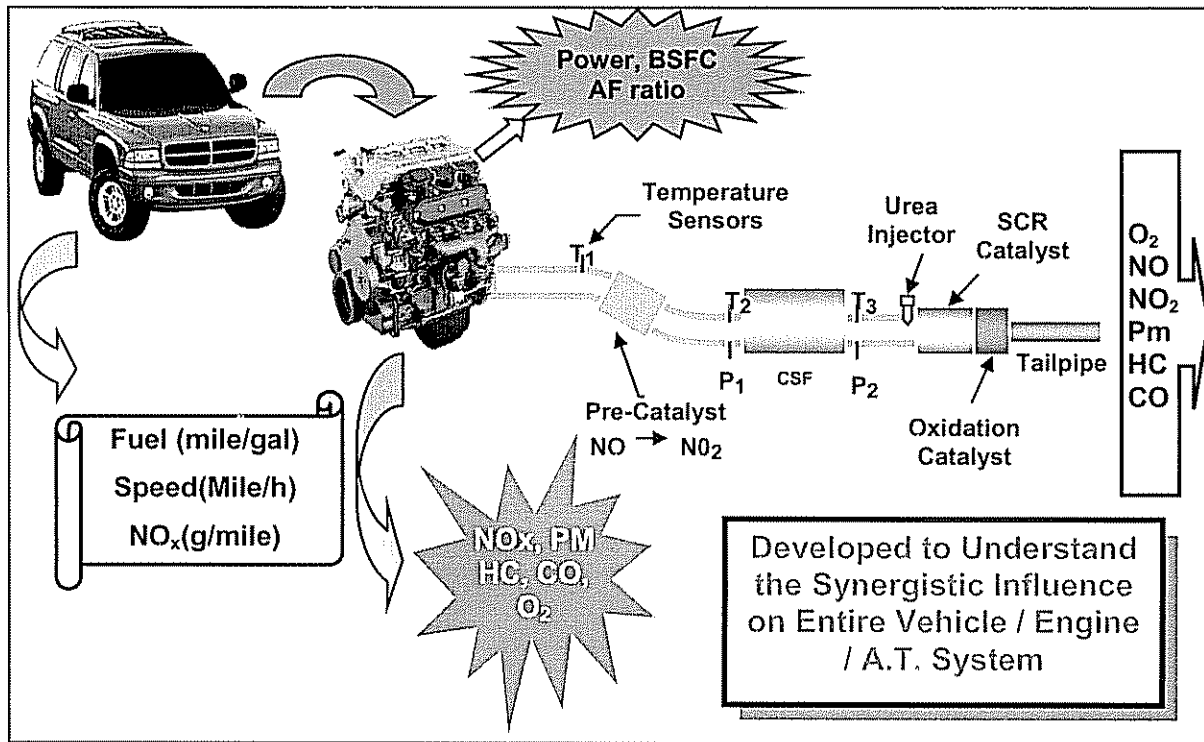 Power, BSFC
AF ratio
Temperature
Sensors
Urea
Injector
SCR
Catalyst
T1
T2
T3
P1
CSF
P2
Tailpipe
Pre-Catalyst
NO → N0₂
Oxidation
Catalyst
O₂
NO
NO₂
Pm
HC
CO
Fuel (mile/gal)
Speed(Mile/h)
NOₓ(g/mile)
NOx, PM
HC, CO,
O₂
Developed to Understand
the Synergistic Influence
on Entire Vehicle / Engine
/ A.T. System